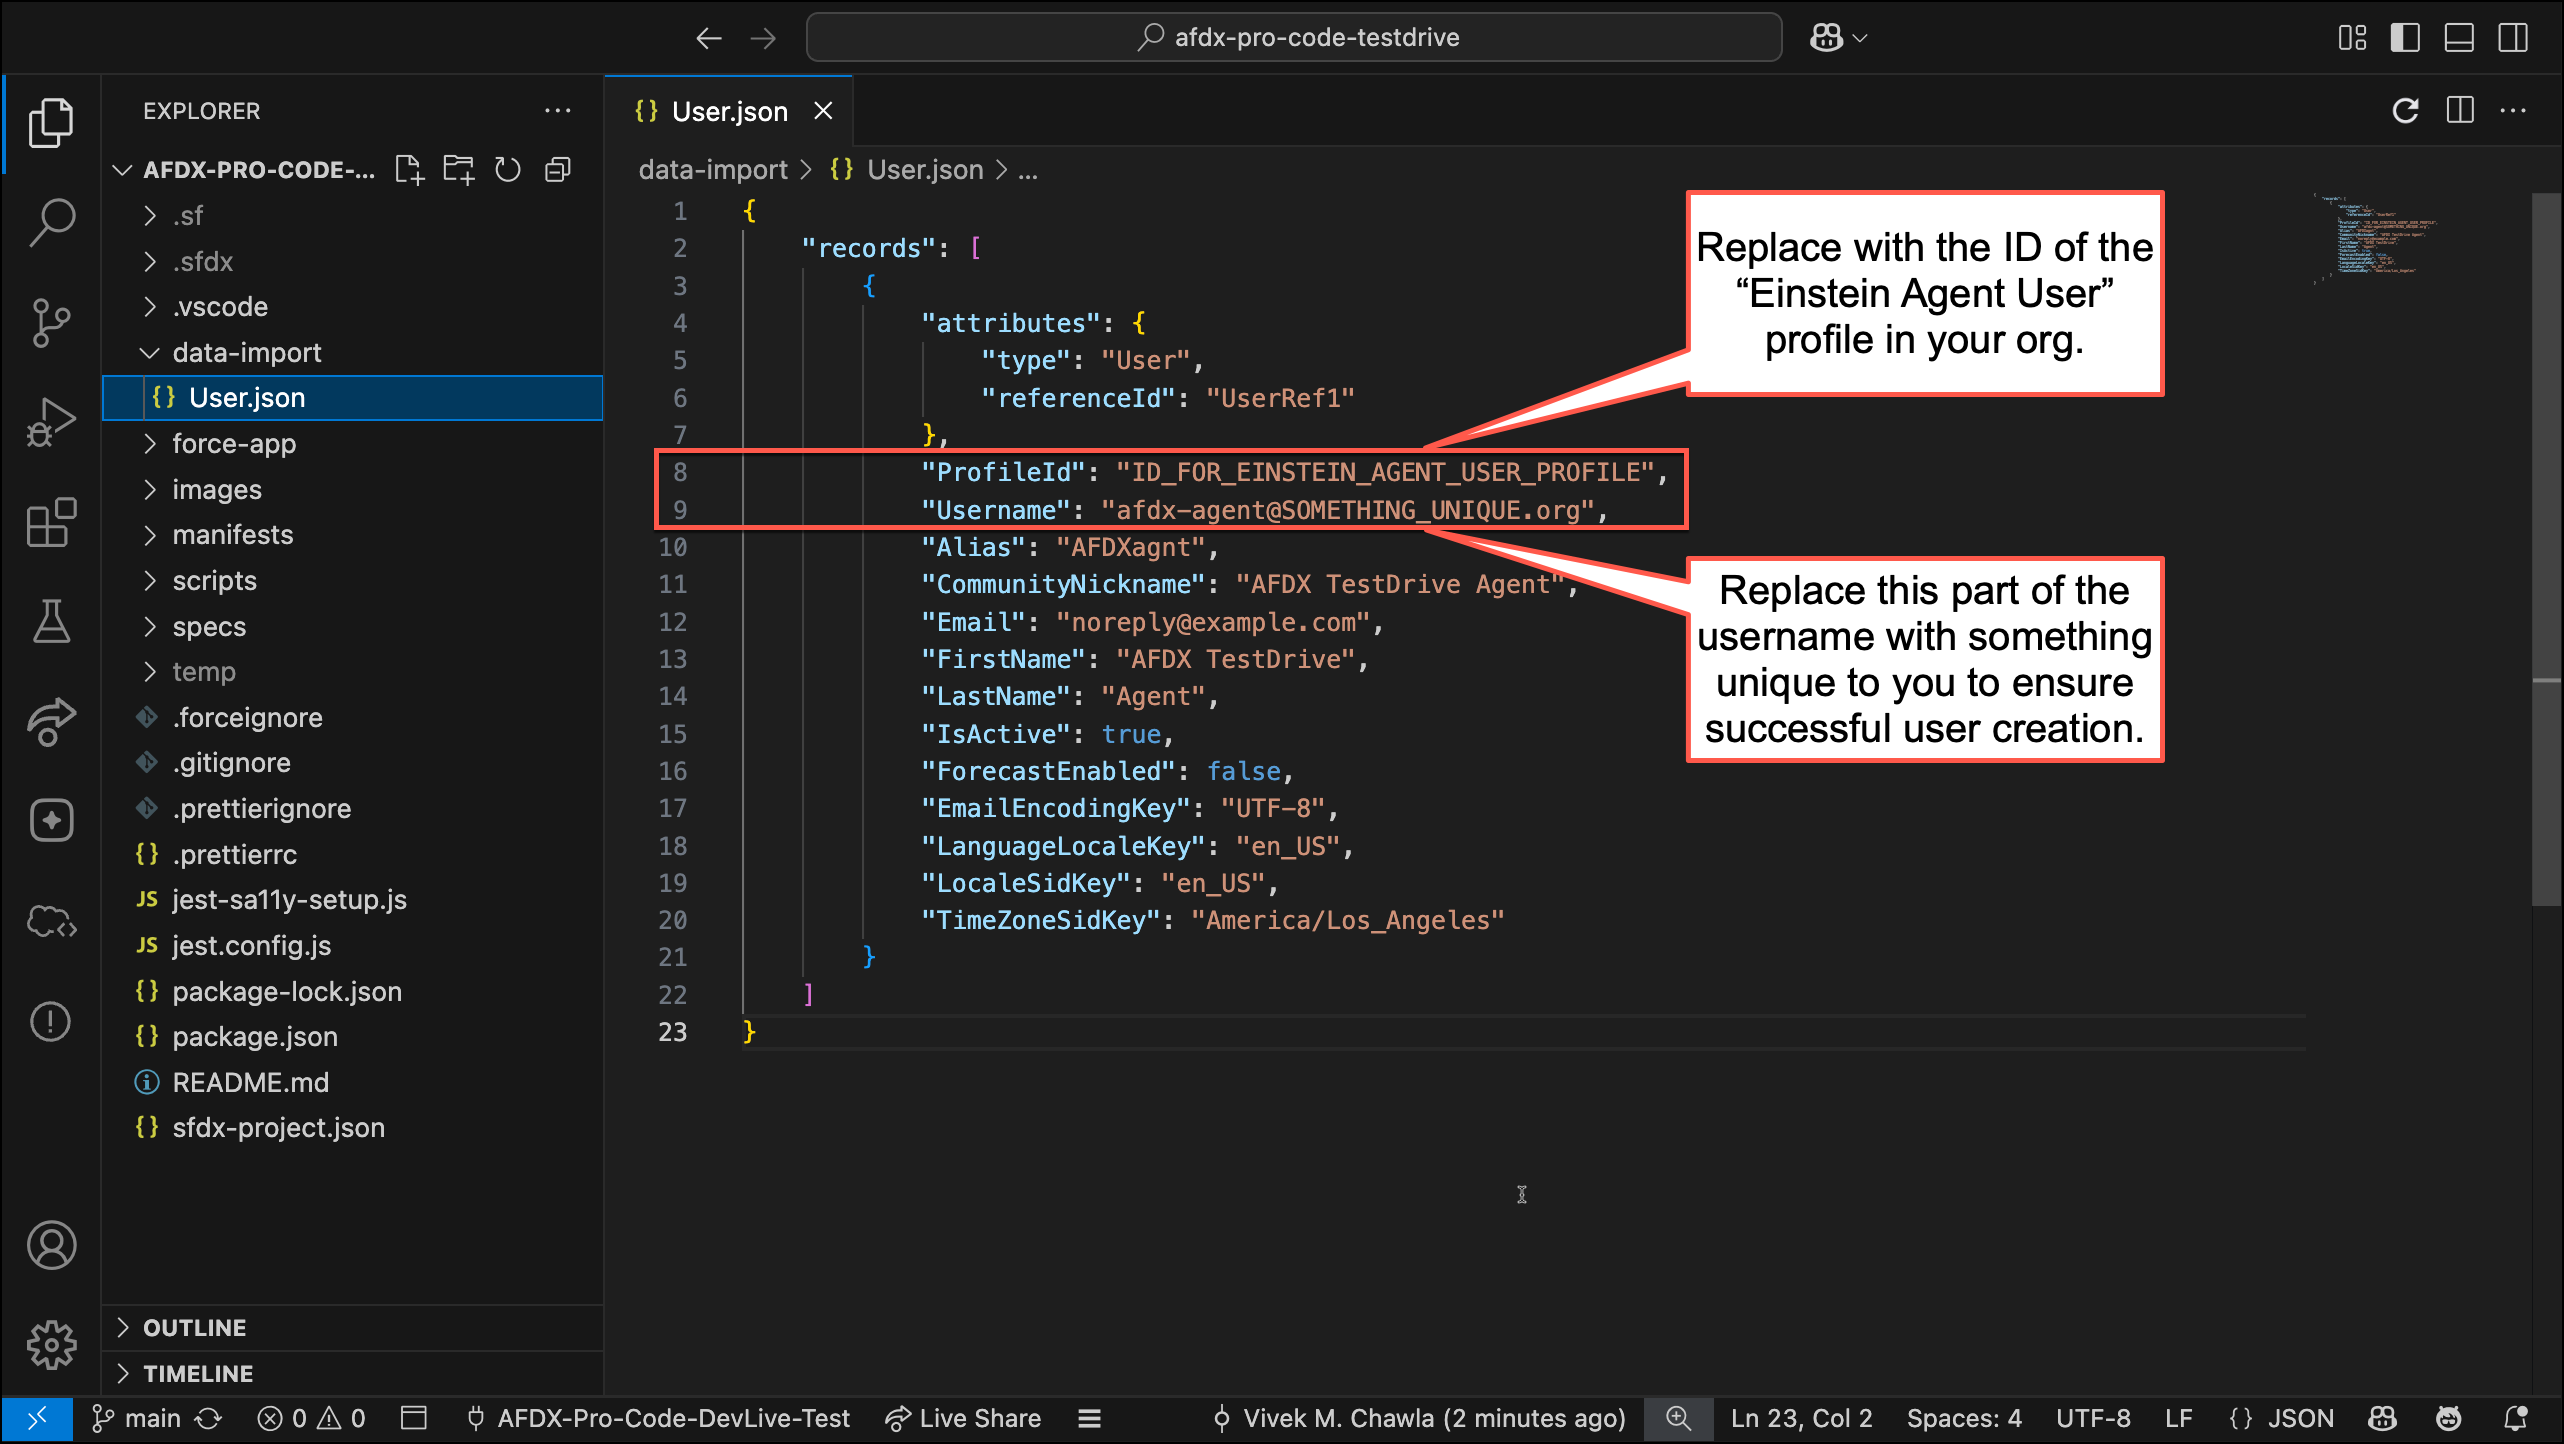 afdx-pro-code-testdrive
EXPLORER
AFDX-PRO-CODE-...
.sf
.sfdx
.vscode
data-import
{} User.json
force-app
images
manifests
scripts
specs
temp
.forceignore
.gitignore
.prettierignore
{} .prettierrc
JS jest-sa11y-setup.js
JS jest.config.js
{} package-lock.json
{} package.json
README.md
{} sfdx-project.json
OUTLINE
TIMELINE
{} User.json
data-import > {} User.json > ...
1 {
2 "records": [
3 {
4 "attributes": {
5 "type": "User",
6 "referenceId": "UserRef1"
7 },
8 "ProfileId": "ID_FOR_EINSTEIN_AGENT_USER_PROFILE",
9 "Username": "afdx-agent@SOMETHING_UNIQUE.org",
10 "Alias": "AFDXagnt",
11 "CommunityNickname": "AFDX TestDrive Agent",
12 "Email": "noreply@example.com",
13 "FirstName": "AFDX TestDrive",
14 "LastName": "Agent",
15 "IsActive": true,
16 "ForecastEnabled": false,
17 "EmailEncodingKey": "UTF-8",
18 "LanguageLocaleKey": "en_US",
19 "LocaleSidKey": "en_US",
20 "TimeZoneSidKey": "America/Los_Angeles"
21 }
22 ]
23 }
Replace with the ID of the
“Einstein Agent User”
profile in your org.
Replace this part of the
username with something
unique to you to ensure
successful user creation.
main
0
0
AFDX-Pro-Code-DevLive-Test
Live Share
Vivek M. Chawla (2 minutes ago)
Ln 23, Col 2
Spaces: 4
UTF-8
LF
{} JSON